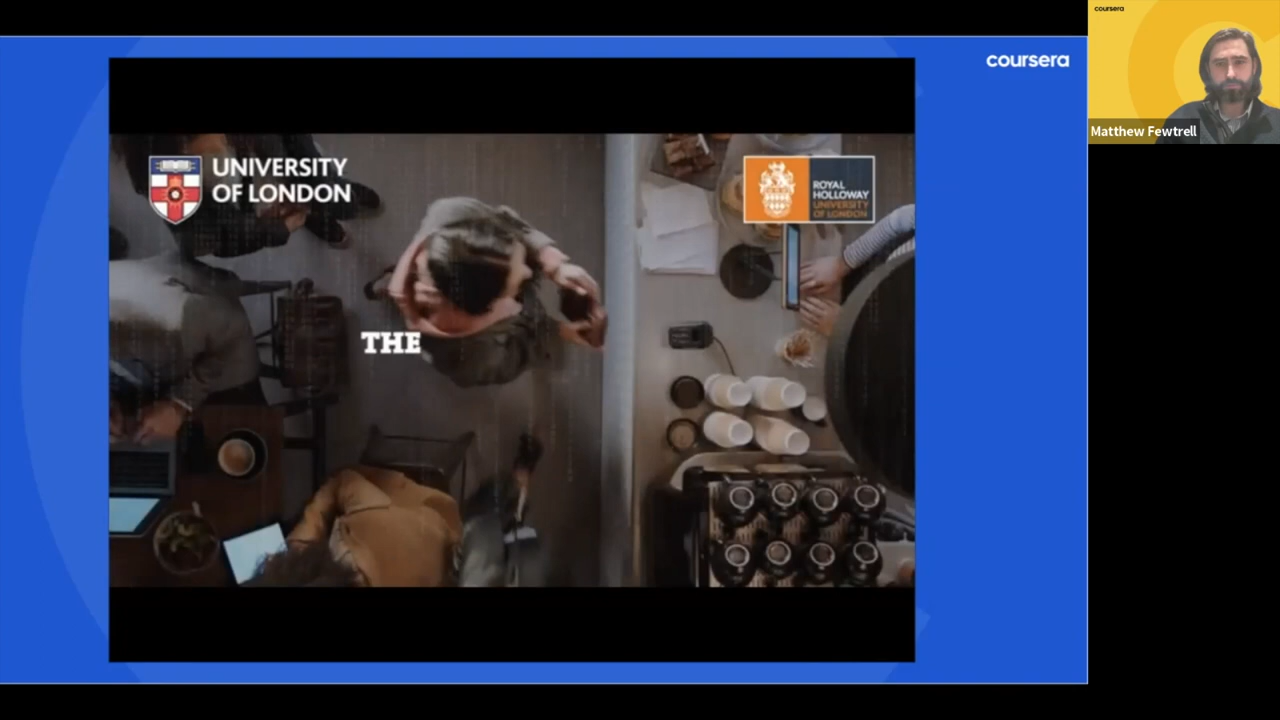 coursera
UNIVERSITY
OF LONDON
ROYAL
HOLLOWAY
UNIVERSITY
OF LONDON
THE
coursera
Matthew Fewtrell